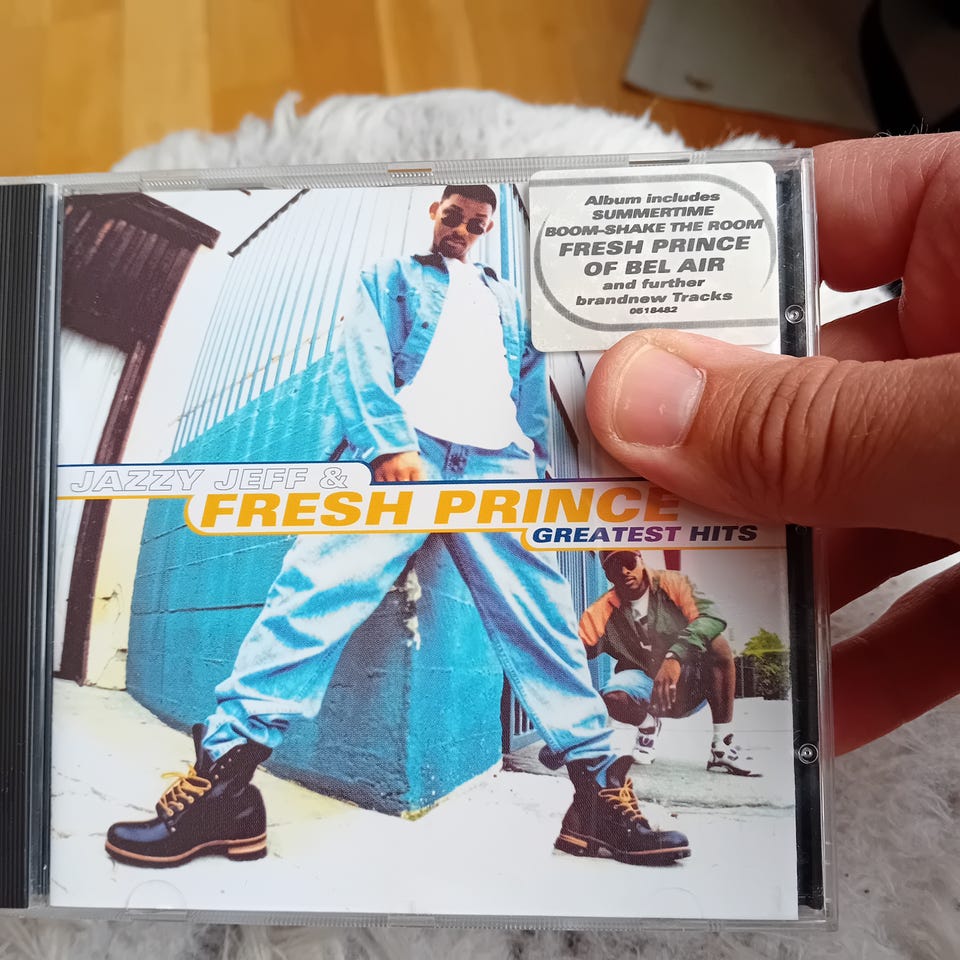 Album includes
SUMMERTIME
BOOM-SHAKE THE ROOM
FRESH PRINCE
OF BEL AIR
and further
brandnew Tracks
0518482
JAZZY JEFF &
FRESH PRINCE
GREATEST HITS